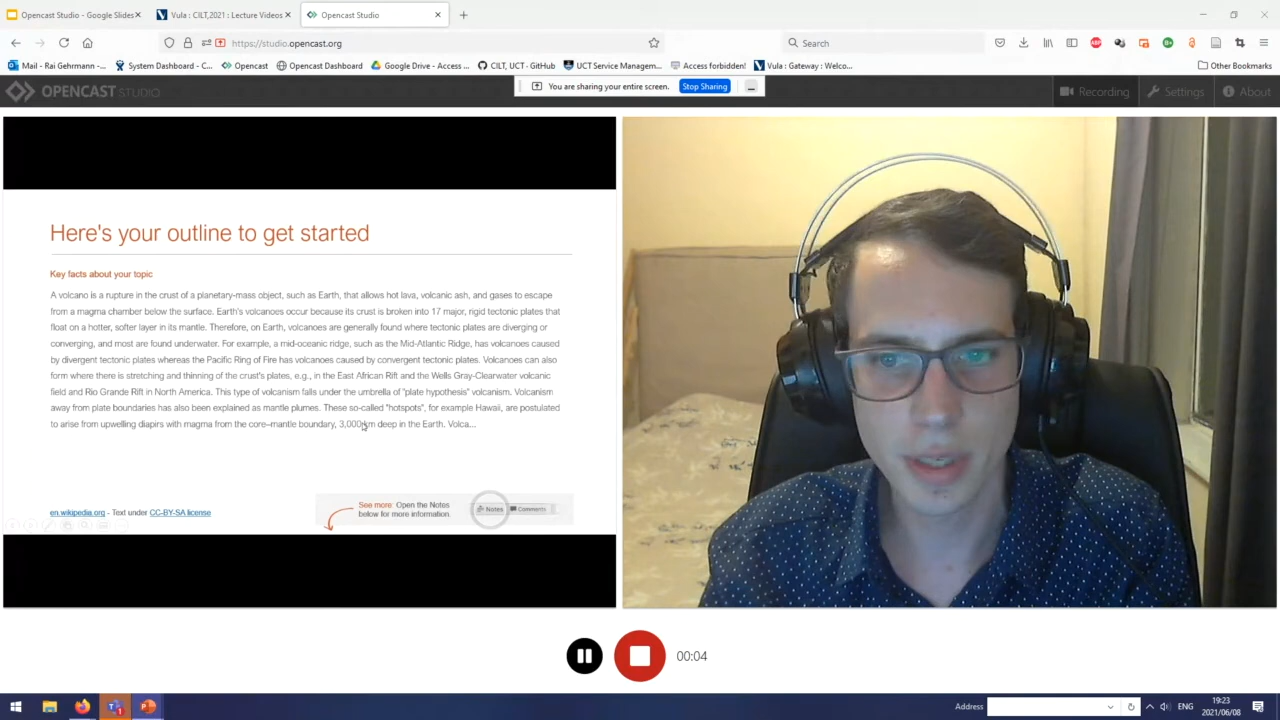 Opencast Studio - Google Slides
Vula : CILT,2021 : Lecture Videos
Opencast Studio
https://studio.opencast.org
Search
Mail - Rai Gehrmann -...
System Dashboard - C...
Opencast
Opencast Dashboard
Google Drive - Access ...
CILT, UCT · GitHub
UCT Service Managem...
Access forbidden!
Vula : Gateway : Welco...
Other Bookmarks
You are sharing your entire screen.
Stop Sharing
OPENCAST STUDIO
Recording
Settings
About
Here's your outline to get started
Key facts about your topic
A volcano is a rupture in the crust of a planetary-mass object, such as Earth, that allows hot lava, volcanic ash, and gases to escape
from a magma chamber below the surface. Earth's volcanoes occur because its crust is broken into 17 major, rigid tectonic plates that
float on a hotter, softer layer in its mantle. Therefore, on Earth, volcanoes are generally found where tectonic plates are diverging or
converging, and most are found underwater. For example, a mid-oceanic ridge, such as the Mid-Atlantic Ridge, has volcanoes caused
by divergent tectonic plates whereas the Pacific Ring of Fire has volcanoes caused by convergent tectonic plates. Volcanoes can also
form where there is stretching and thinning of the crust's plates, e.g., in the East African Rift and the Wells Gray-Clearwater volcanic
field and Rio Grande Rift in North America. This type of volcanism falls under the umbrella of "plate hypothesis" volcanism. Volcanism
away from plate boundaries has also been explained as mantle plumes. These so-called "hotspots", for example Hawaii, are postulated
to arise from upwelling diapirs with magma from the core–mantle boundary, 3,000 km deep in the Earth. Volca...
See more: Open the Notes
below for more information.
Notes
Comments
en.wikipedia.org - Text under CC-BY-SA license
00:04
Address
ENG
19:23
2021/06/08